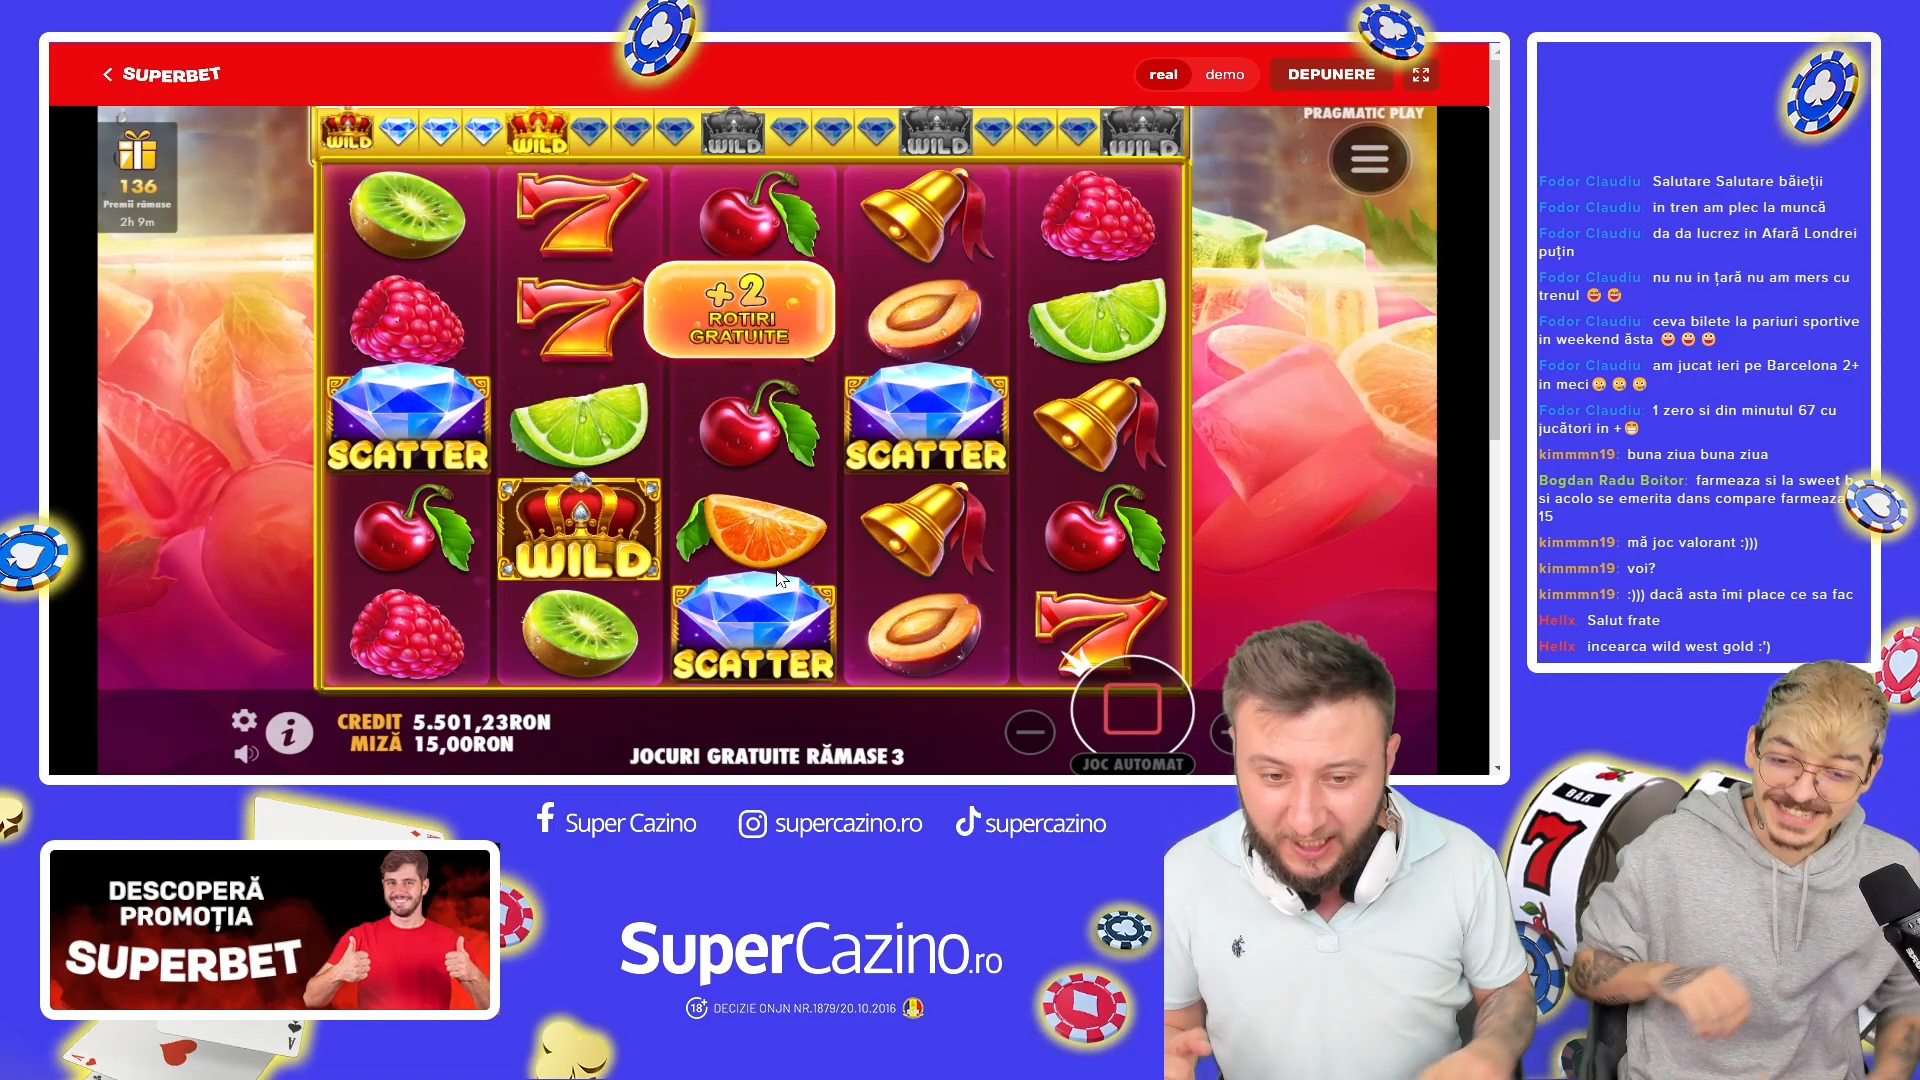 SUPERBET
real
demo
DEPUNERE
PRAGMATIC PLAY
WILD
WILD
WILD
WILD
WILD
136
Premii rămase
2h 9m
+2
ROTIRI
GRATUITE
SCATTER
SCATTER
WILD
SCATTER
CREDIT 5.501,23RON
MIZĂ 15,00RON
JOCURI GRATUITE RĂMASE 3
JOC AUTOMAT
Fodor Claudiu: Salutare Salutare băieții
Fodor Claudiu: in tren am plec la muncă
Fodor Claudiu: da da lucrez in Afară Londrei
puțin
Fodor Claudiu: nu nu in țară nu am mers cu
trenul 😅 😅
Fodor Claudiu: ceva bilete la pariuri sportive
in weekend ăsta 😀 😀 😀
Fodor Claudiu: am jucat ieri pe Barcelona 2+
in meci 😳 😳 😳
Fodor Claudiu: 1 zero si din minutul 67 cu
jucători in + 😁
kimmmn19: buna ziua buna ziua
Bogdan Radu Boitor: farmeaza si la sweet b
si acolo se emerita dans compare farmeaza
15
kimmmn19: mă joc valorant :)))
kimmmn19: voi?
kimmmn19: :))) dacă asta îmi place ce sa fac
Hellx: Salut frate
Hellx: incearca wild west gold :')
Super Cazino
supercazino.ro
supercazino
DESCOPERĂ
PROMOȚIA
SUPERBET
SuperCazino.ro
18+ DECIZIE ONJN NR.1879/20.10.2016
BAR
7
A
A